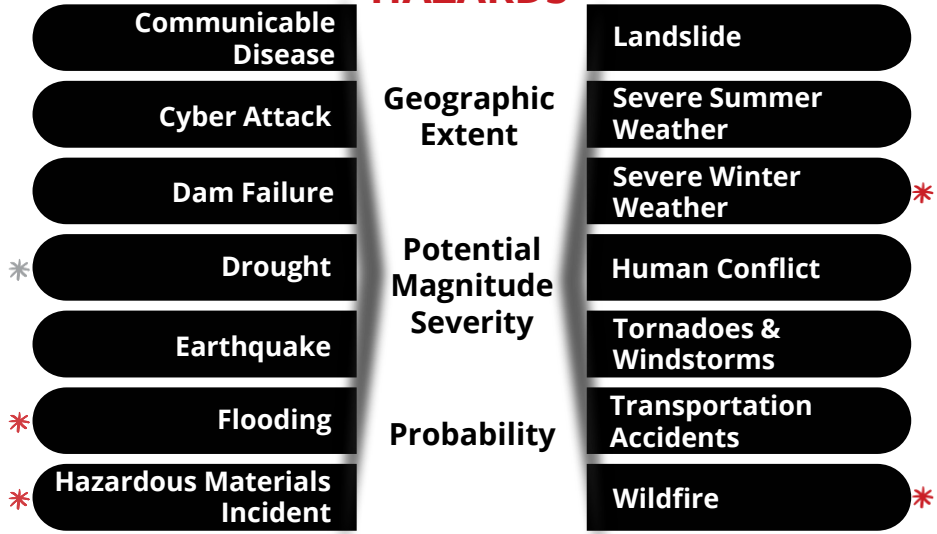 HAZARDS
Communicable
Disease
Cyber Attack
Dam Failure
Drought
Earthquake
Flooding
Hazardous Materials
Incident
Geographic
Extent
Potential
Magnitude
Severity
Probability
Landslide
Severe Summer
Weather
Severe Winter
Weather
Human Conflict
Tornadoes &
Windstorms
Transportation
Accidents
Wildfire